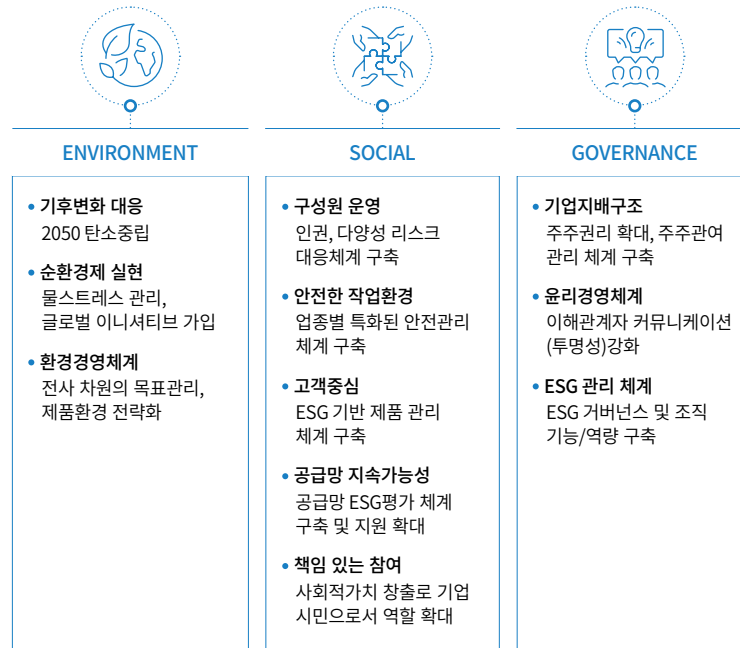 ENVIRONMENT
• 기후변화 대응
2050 탄소중립
• 순환경제 실현
물스트레스 관리,
글로벌 이니셔티브 가입
• 환경경영체계
전사 차원의 목표관리,
제품환경 전략화
SOCIAL
• 구성원 운영
인권, 다양성 리스크
대응체계 구축
• 안전한 작업환경
업종별 특화된 안전관리
체계 구축
• 고객중심
ESG 기반 제품 관리
체계 구축
• 공급망 지속가능성
공급망 ESG평가 체계
구축 및 지원 확대
• 책임 있는 참여
사회적가치 창출로 기업
시민으로서 역할 확대
GOVERNANCE
• 기업지배구조
주주권리 확대, 주주관여
관리 체계 구축
• 윤리경영체계
이해관계자 커뮤니케이션
(투명성)강화
• ESG 관리 체계
ESG 거버넌스 및 조직
기능/역량 구축